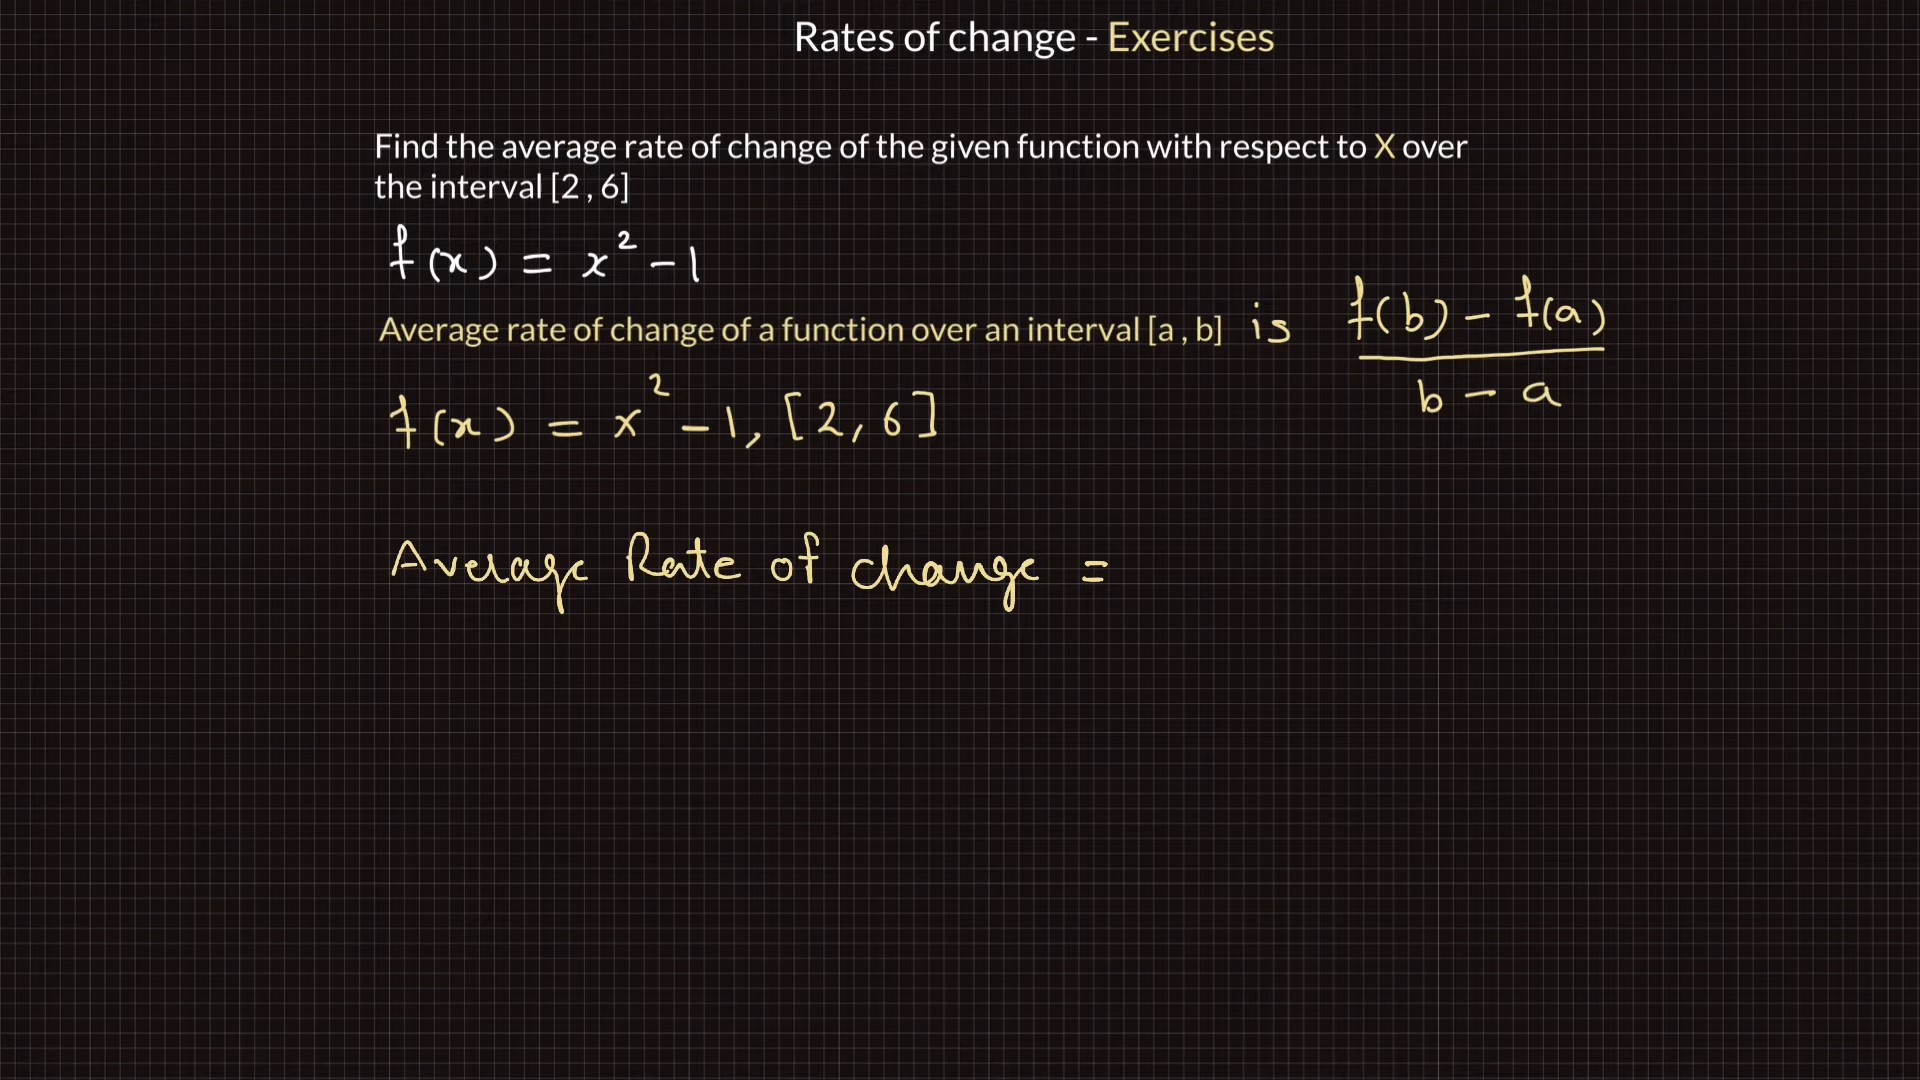 Rates of change - Exercises
Find the average rate of change of the given function with respect to X over
the interval [2 , 6]
f(x) = x² - 1
Average rate of change of a function over an interval [a , b] is f(b) - f(a)
b - a
f(x) = x² - 1, [2, 6]
Average Rate of change =